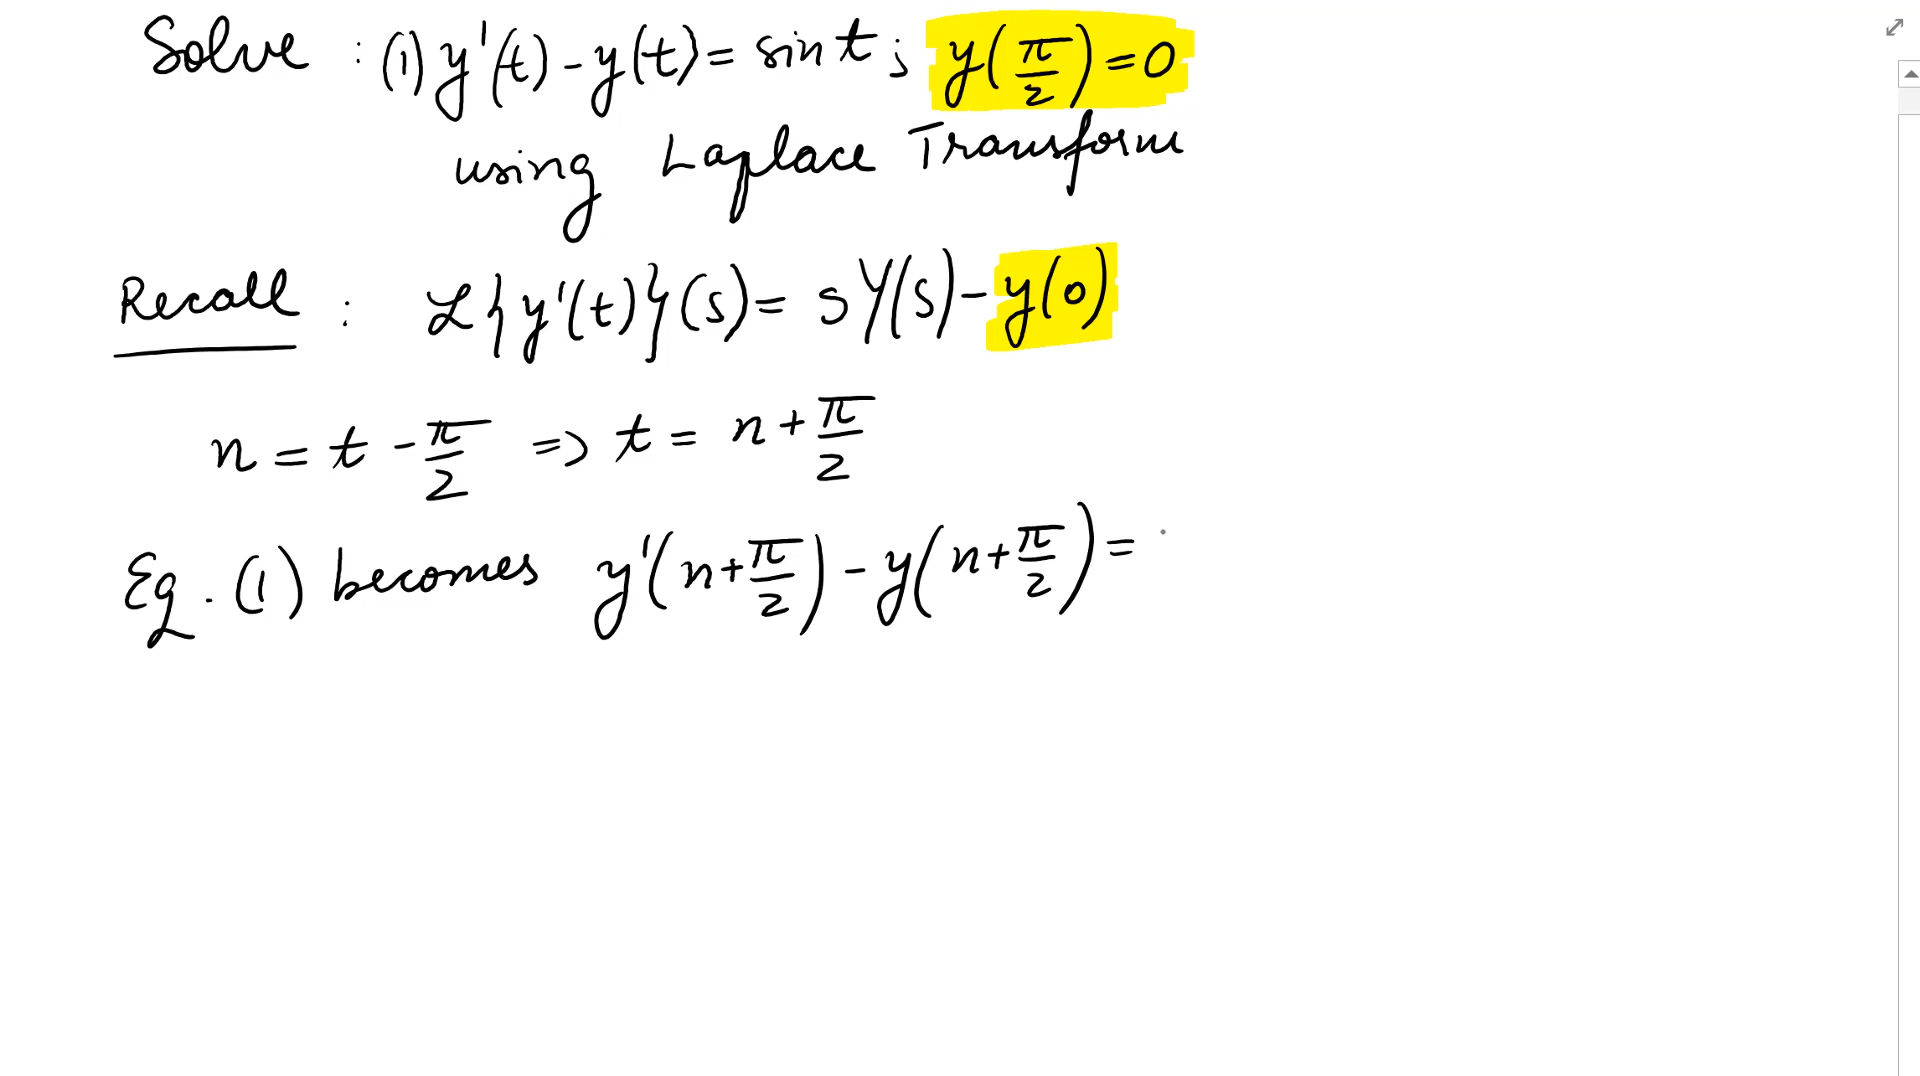 Solve : (1) y'(t) - y(t) = sin t ; y(π/2) = 0
using Laplace Transform
Recall : ℒ{y'(t)}(s) = sY(s) - y(0)
n = t - π/2 => t = n + π/2
Eq. (1) becomes y'(n+π/2) - y(n+π/2) =